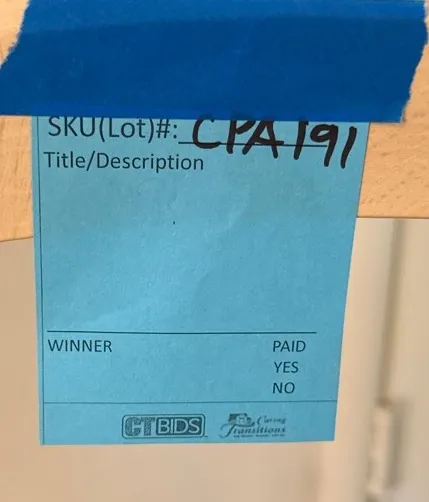 SKU(Lot)#: CPA191
Title/Description
WINNER PAID
YES
NO
CTBIDS Caring
Transitions